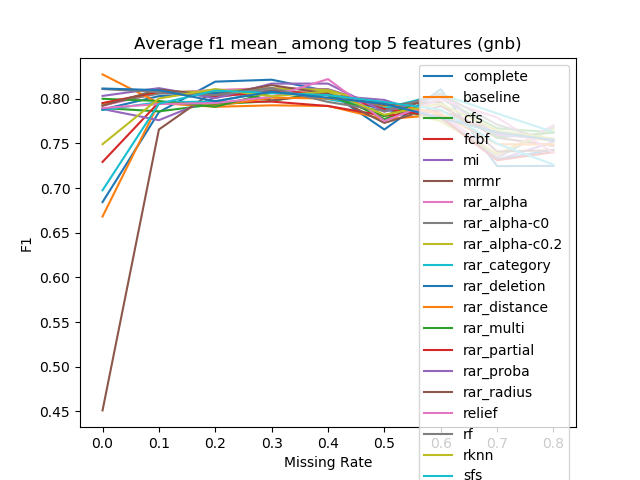 Average f1 mean_ among top 5 features (gnb)
F1
0.80
0.75
0.70
0.65
0.60
0.55
0.50
0.45
0.0 0.1 0.2 0.3 0.4 0.5 0.6 0.7 0.8
Missing Rate
complete
baseline
cfs
fcbf
mi
mrmr
rar_alpha
rar_alpha-c0
rar_alpha-c0.2
rar_category
rar_deletion
rar_distance
rar_multi
rar_partial
rar_proba
rar_radius
relief
rf
rknn
sfs